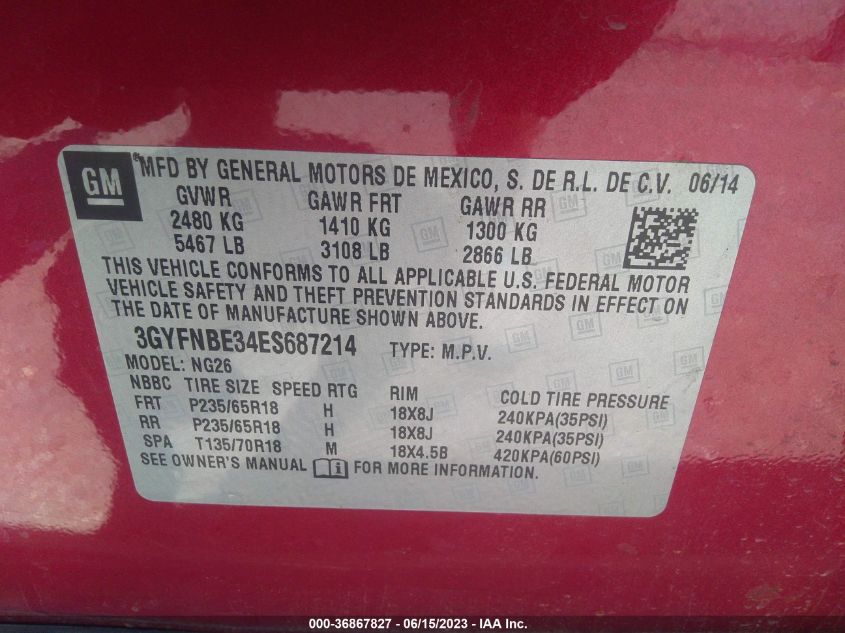 GM
MFD BY GENERAL MOTORS DE MEXICO, S. DE R.L. DE C.V. 06/14
GVWR GAWR FRT GAWR RR
2480 KG 1410 KG 1300 KG
5467 LB 3108 LB 2866 LB
THIS VEHICLE CONFORMS TO ALL APPLICABLE U.S. FEDERAL MOTOR
VEHICLE SAFETY AND THEFT PREVENTION STANDARDS IN EFFECT ON
THE DATE OF MANUFACTURE SHOWN ABOVE.
3GYFNBE34ES687214 TYPE: M.P.V.
MODEL: NG26
NBBC TIRE SIZE SPEED RTG RIM COLD TIRE PRESSURE
FRT P235/65R18 H 18X8J 240KPA(35PSI)
RR P235/65R18 H 18X8J 240KPA(35PSI)
SPA T135/70R18 M 18X4.5B 420KPA(60PSI)
SEE OWNER'S MANUAL FOR MORE INFORMATION.
000-36867827 - 06/15/2023 - IAA Inc.